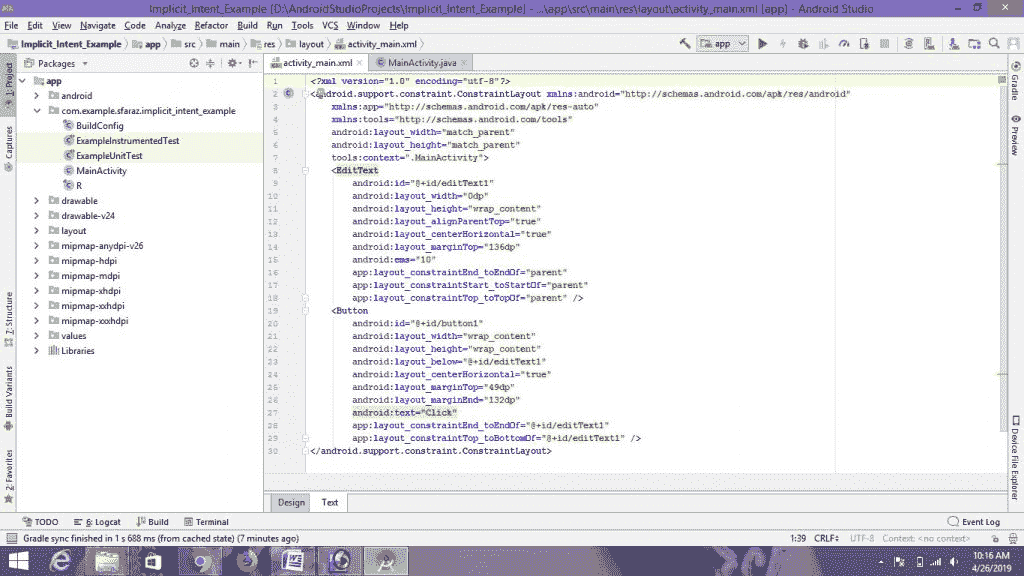 Implicit_Intent_Example [D:\AndroidStudioProjects\Implicit_Intent_Example] - ...\app\src\main\res\layout\activity_main.xml [app] - Android Studio
File Edit View Navigate Code Analyze Refactor Build Run Tools VCS Window Help
Implicit_Intent_Example app src main res layout activity_main.xml
app
Packages
activity_main.xml MainActivity.java
1: Project
Captures
Z: Structure
Build Variants
2: Favorites
app
android
com.example.sfaraz.implicit_intent_example
BuildConfig
ExampleInstrumentedTest
ExampleUnitTest
MainActivity
R
drawable
drawable-v24
layout
mipmap-anydpi-v26
mipmap-hdpi
mipmap-mdpi
mipmap-xhdpi
mipmap-xxhdpi
mipmap-xxxhdpi
values
Libraries
1 <?xml version="1.0" encoding="utf-8"?>
2 <android.support.constraint.ConstraintLayout xmlns:android="http://schemas.android.com/apk/res/android"
3 xmlns:app="http://schemas.android.com/apk/res-auto"
4 xmlns:tools="http://schemas.android.com/tools"
5 android:layout_width="match_parent"
6 android:layout_height="match_parent"
7 tools:context=".MainActivity">
8 <EditText
9 android:id="@+id/editText1"
10 android:layout_width="0dp"
11 android:layout_height="wrap_content"
12 android:layout_alignParentTop="true"
13 android:layout_centerHorizontal="true"
14 android:layout_marginTop="136dp"
15 android:ems="10"
16 app:layout_constraintEnd_toEndOf="parent"
17 app:layout_constraintStart_toStartOf="parent"
18 app:layout_constraintTop_toTopOf="parent" />
19 <Button
20 android:id="@+id/button1"
21 android:layout_width="wrap_content"
22 android:layout_height="wrap_content"
23 android:layout_below="@+id/editText1"
24 android:layout_centerHorizontal="true"
25 android:layout_marginTop="49dp"
26 android:layout_marginEnd="132dp"
27 android:text="Click"
28 app:layout_constraintEnd_toEndOf="@+id/editText1"
29 app:layout_constraintTop_toBottomOf="@+id/editText1" />
30 </android.support.constraint.ConstraintLayout>
Gradle
Preview
Device File Explorer
Design Text
TODO 6: Logcat Build Terminal Event Log
Gradle sync finished in 1 s 688 ms (from cached state) (7 minutes ago) 1:39 CRLF: UTF-8 Context: <no context>
10:16 AM
4/26/2019